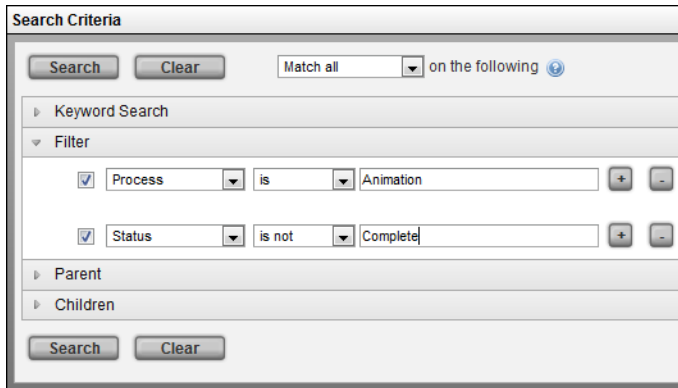 Search Criteria
Search Clear Match all on the following ?
Keyword Search
Filter
Process is Animation + -
Status is not Complete + -
Parent
Children
Search Clear